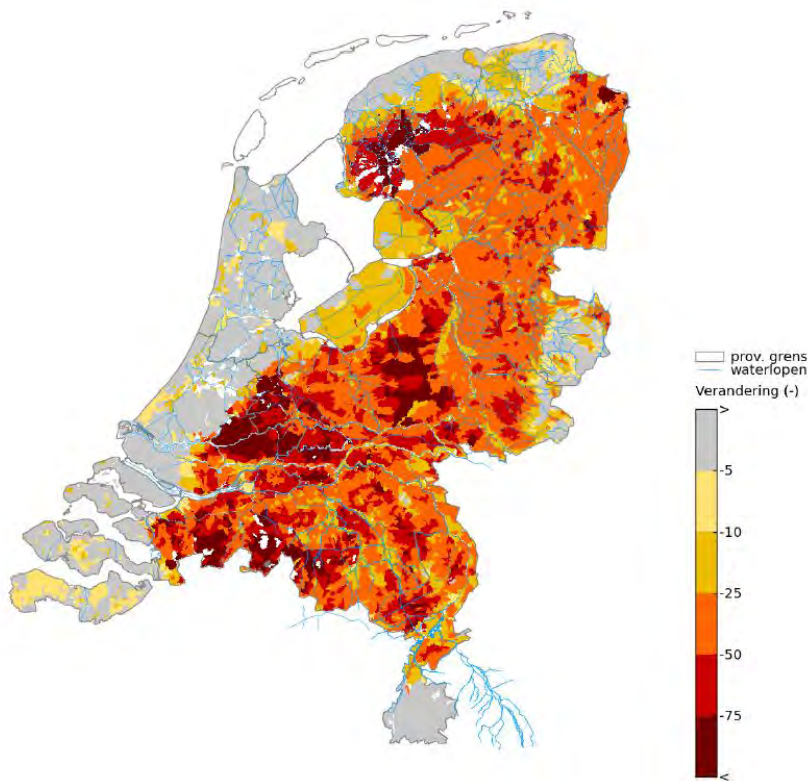 prov. grens
waterlopen
Verandering (-)
>
-5
-10
-25
-50
-75
<